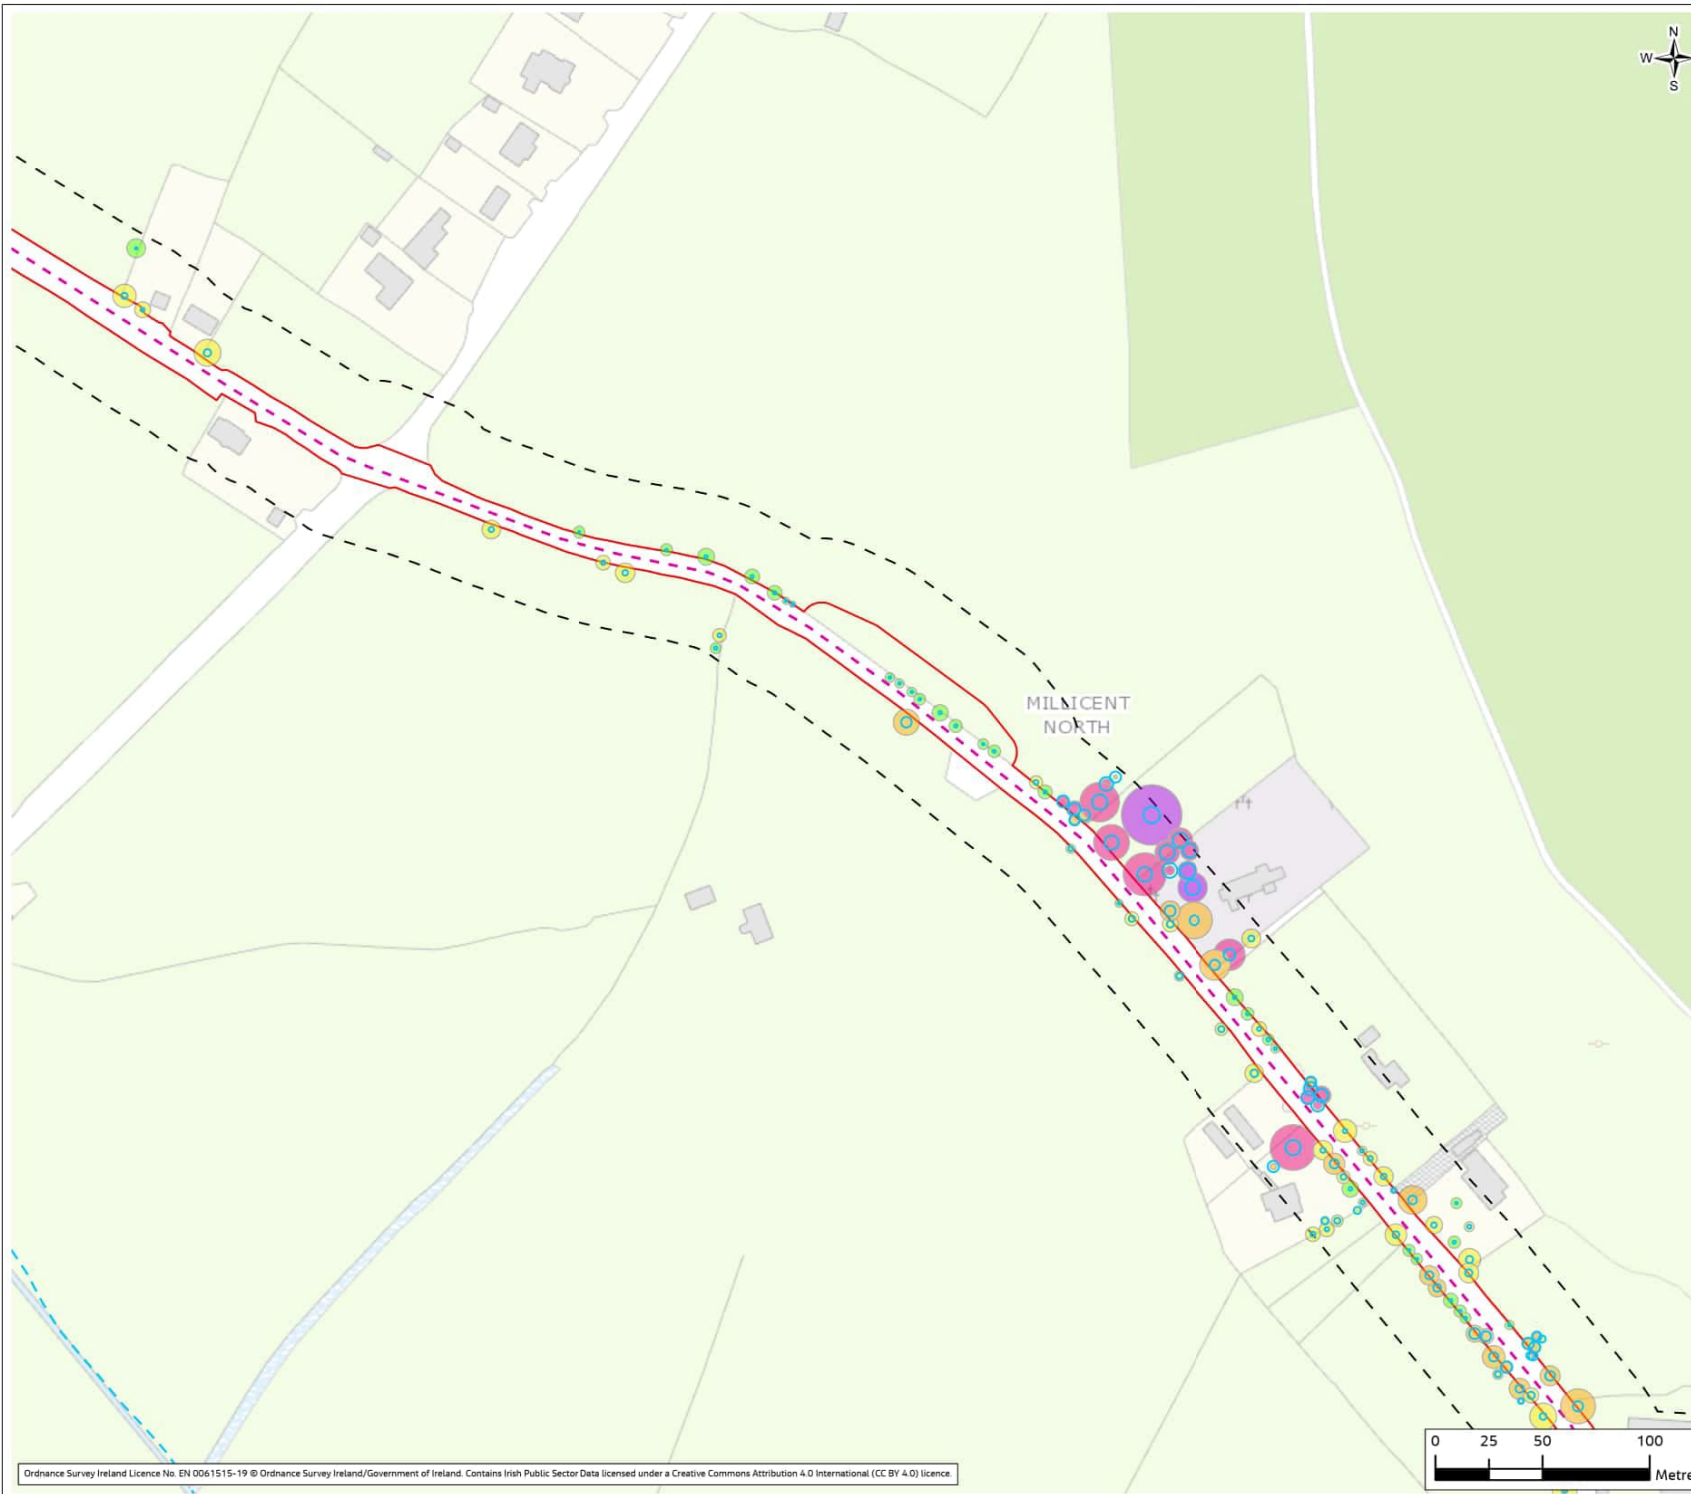 N
W
S
MILLICENT
NORTH
0 25 50 100
Metre
Ordnance Survey Ireland Licence No. EN 0061515-19 © Ordnance Survey Ireland/Government of Ireland. Contains Irish Public Sector Data licensed under a Creative Commons Attribution 4.0 International (CC BY 4.0) licence.